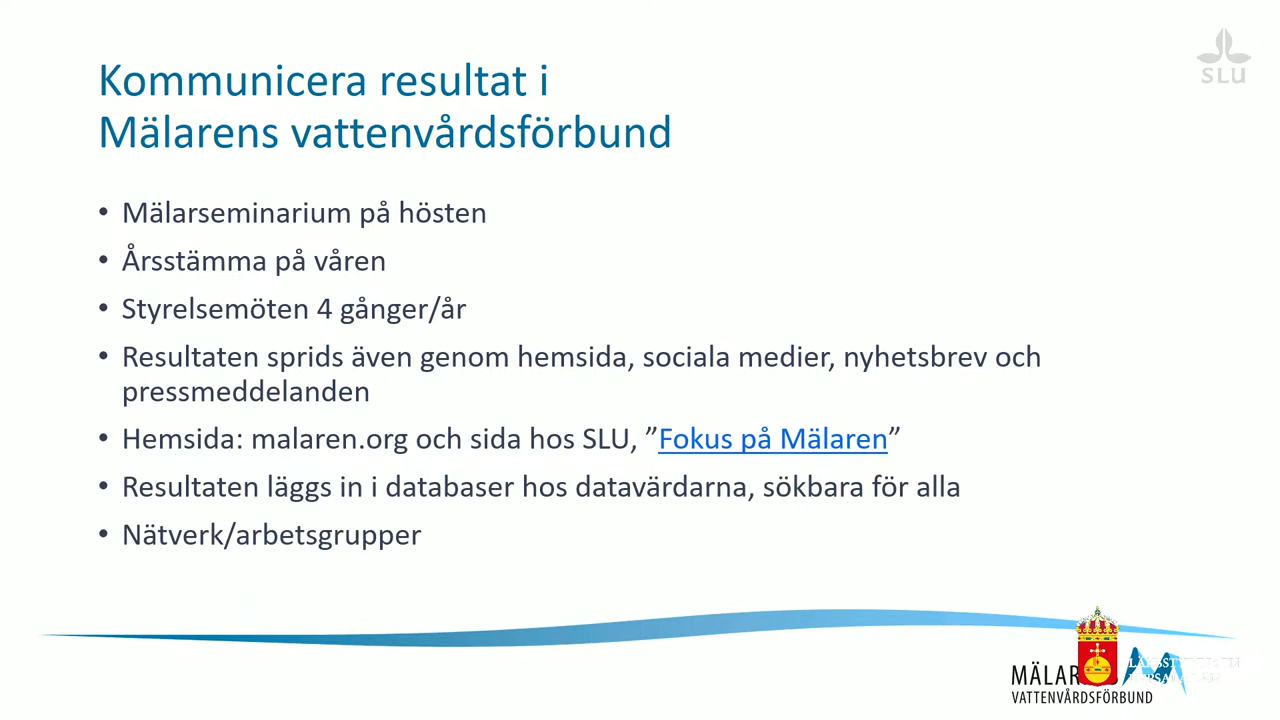 SLU
Kommunicera resultat i
Mälarens vattenvårdsförbund
• Mälarseminarium på hösten
• Årsstämma på våren
• Styrelsemöten 4 gånger/år
• Resultaten sprids även genom hemsida, sociala medier, nyhetsbrev och
pressmeddelanden
• Hemsida: malaren.org och sida hos SLU, ”Fokus på Mälaren”
• Resultaten läggs in i databaser hos datavärdarna, sökbara för alla
• Nätverk/arbetsgrupper
VATTENVÅRDSFÖRBUND